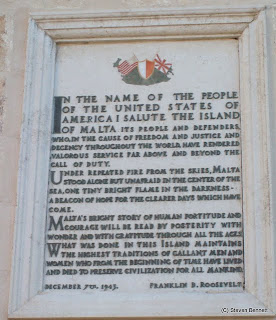 IN THE NAME OF THE PEOPLE
OF THE UNITED STATES OF
AMERICA I SALUTE THE ISLAND
OF MALTA ITS PEOPLE AND DEFENDERS,
WHO, IN THE CAUSE OF FREEDOM AND JUSTICE AND
DECENCY THROUGHOUT THE WORLD, HAVE RENDERED
VALOROUS SERVICE FAR ABOVE AND BEYOND THE
CALL OF DUTY.
UNDER REPEATED FIRE FROM THE SKIES, MALTA
STOOD ALONE BUT UNAFRAID IN THE CENTER OF THE
SEA, ONE TINY BRIGHT FLAME IN THE DARKNESS-
A BEACON OF HOPE FOR THE CLEARER DAYS WHICH HAVE
COME.
MALTA'S BRIGHT STORY OF HUMAN FORTITUDE AND
COURAGE WILL BE READ BY POSTERITY WITH
WONDER AND WITH GRATITUDE THROUGH ALL THE AGES
WHAT WAS DONE IN THIS ISLAND MAINTAINS
THE HIGHEST TRADITIONS OF GALLANT MEN AND
WOMEN WHO FROM THE BEGINNING OF TIME HAVE LIVED
AND DIED TO PRESERVE CIVILIZATION FOR ALL MANKIND.
DECEMBER 7TH. 1943. FRANKLIN D. ROOSEVELT.
(C) Steven Bennett